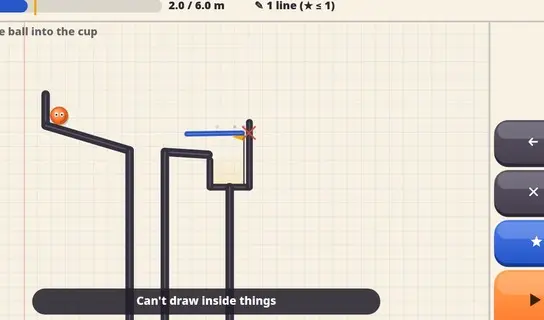 2.0 / 6.0 m ✎ 1 line (★ ≤ 1)
e ball into the cup
Can't draw inside things